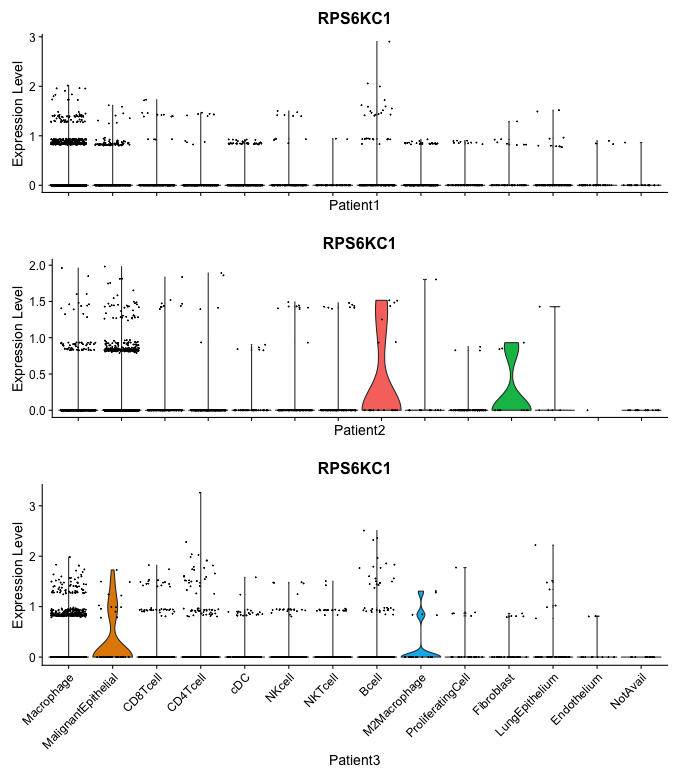 RPS6KC1
Expression Level
3
2
1
0
Patient1
RPS6KC1
Expression Level
2.0
1.5
1.0
0.5
0.0
Patient2
RPS6KC1
Expression Level
3
2
1
0
Macrophage
MalignantEpithelial
CD8Tcell
CD4Tcell
cDC
NKcell
NKTcell
Bcell
M2Macrophage
ProliferatingCell
Fibroblast
LungEpithelium
Endothelium
NotAvail
Patient3